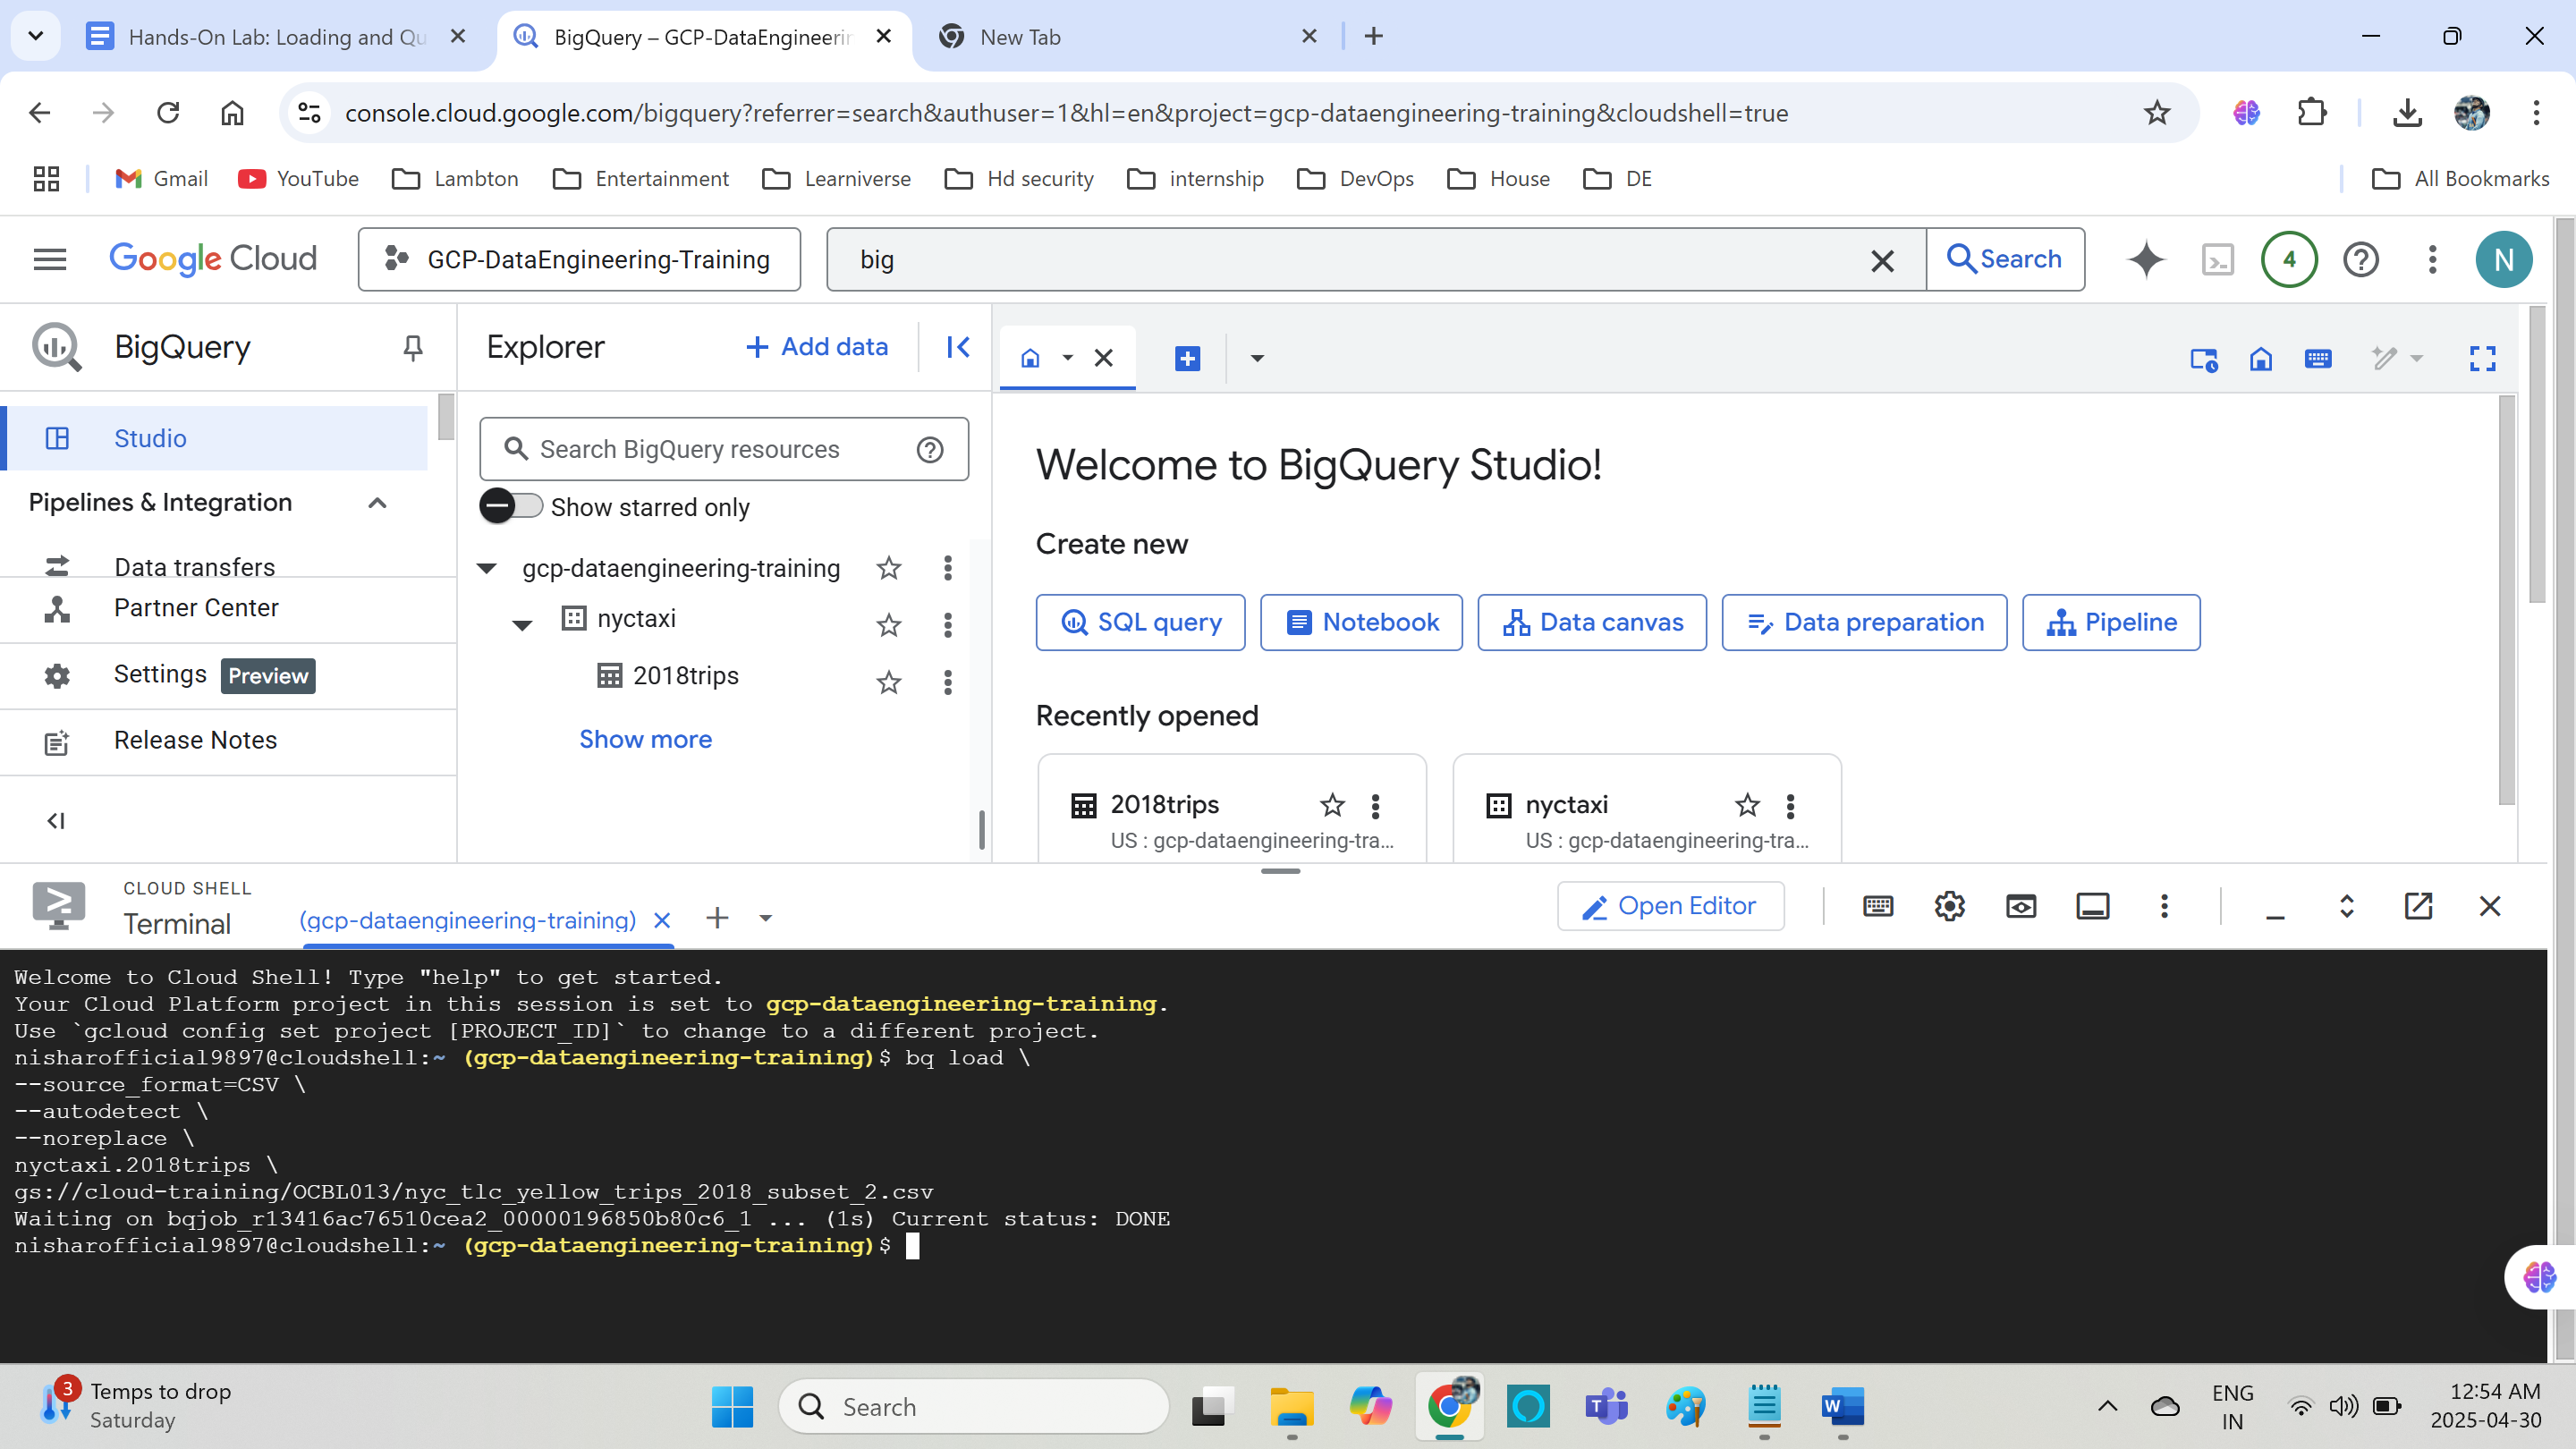 Hands-On Lab: Loading and Qu
BigQuery – GCP-DataEngineerin
New Tab
console.cloud.google.com/bigquery?referrer=search&authuser=1&hl=en&project=gcp-dataengineering-training&cloudshell=true
Gmail
YouTube
Lambton
Entertainment
Learniverse
Hd security
internship
DevOps
House
DE
All Bookmarks
Google Cloud
GCP-DataEngineering-Training
big
Search
4
N
BigQuery
Explorer
+ Add data
Studio
Pipelines & Integration
Data transfers
Partner Center
Settings Preview
Release Notes
Search BigQuery resources
Show starred only
gcp-dataengineering-training
nyctaxi
2018trips
Show more
Welcome to BigQuery Studio!
Create new
SQL query
Notebook
Data canvas
Data preparation
Pipeline
Recently opened
2018trips
US : gcp-dataengineering-tra...
nyctaxi
US : gcp-dataengineering-tra...
CLOUD SHELL
Terminal
(gcp-dataengineering-training)
Open Editor
Welcome to Cloud Shell! Type "help" to get started.
Your Cloud Platform project in this session is set to gcp-dataengineering-training.
Use `gcloud config set project [PROJECT_ID]` to change to a different project.
nisharofficial9897@cloudshell:~ (gcp-dataengineering-training)$ bq load \
--source_format=CSV \
--autodetect \
--noreplace \
nyctaxi.2018trips \
gs://cloud-training/OCBL013/nyc_tlc_yellow_trips_2018_subset_2.csv
Waiting on bqjob_r13416ac76510cea2_00000196850b80c6_1 ... (1s) Current status: DONE
nisharofficial9897@cloudshell:~ (gcp-dataengineering-training)$
3
Temps to drop
Saturday
Search
ENG
IN
12:54 AM
2025-04-30